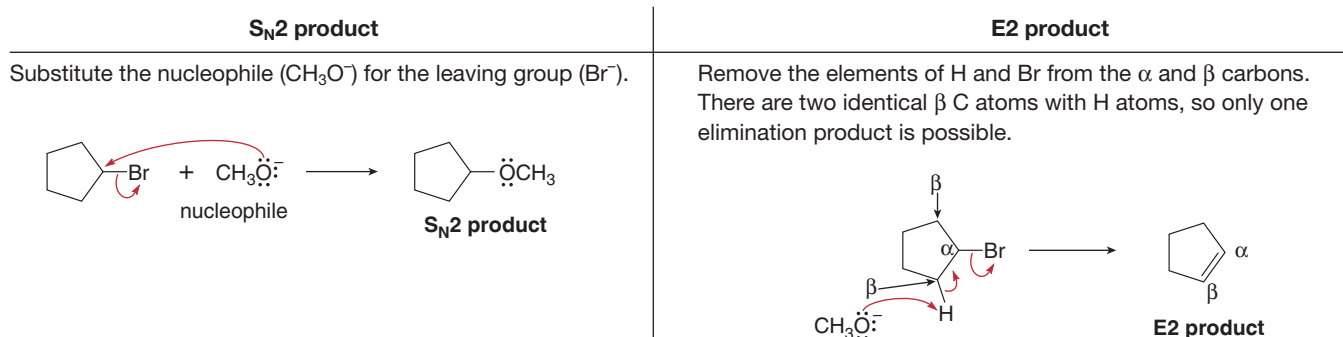 S_N2 product
Substitute the nucleophile (CH₃O⁻) for the leaving group (Br⁻).
Br + CH₃Ö:⁻ ÖCH₃
nucleophile
S_N2 product
E2 product
Remove the elements of H and Br from the α and β carbons.
There are two identical β C atoms with H atoms, so only one
elimination product is possible.
β
α Br α
β β
H
CH₃Ö:⁻
E2 product